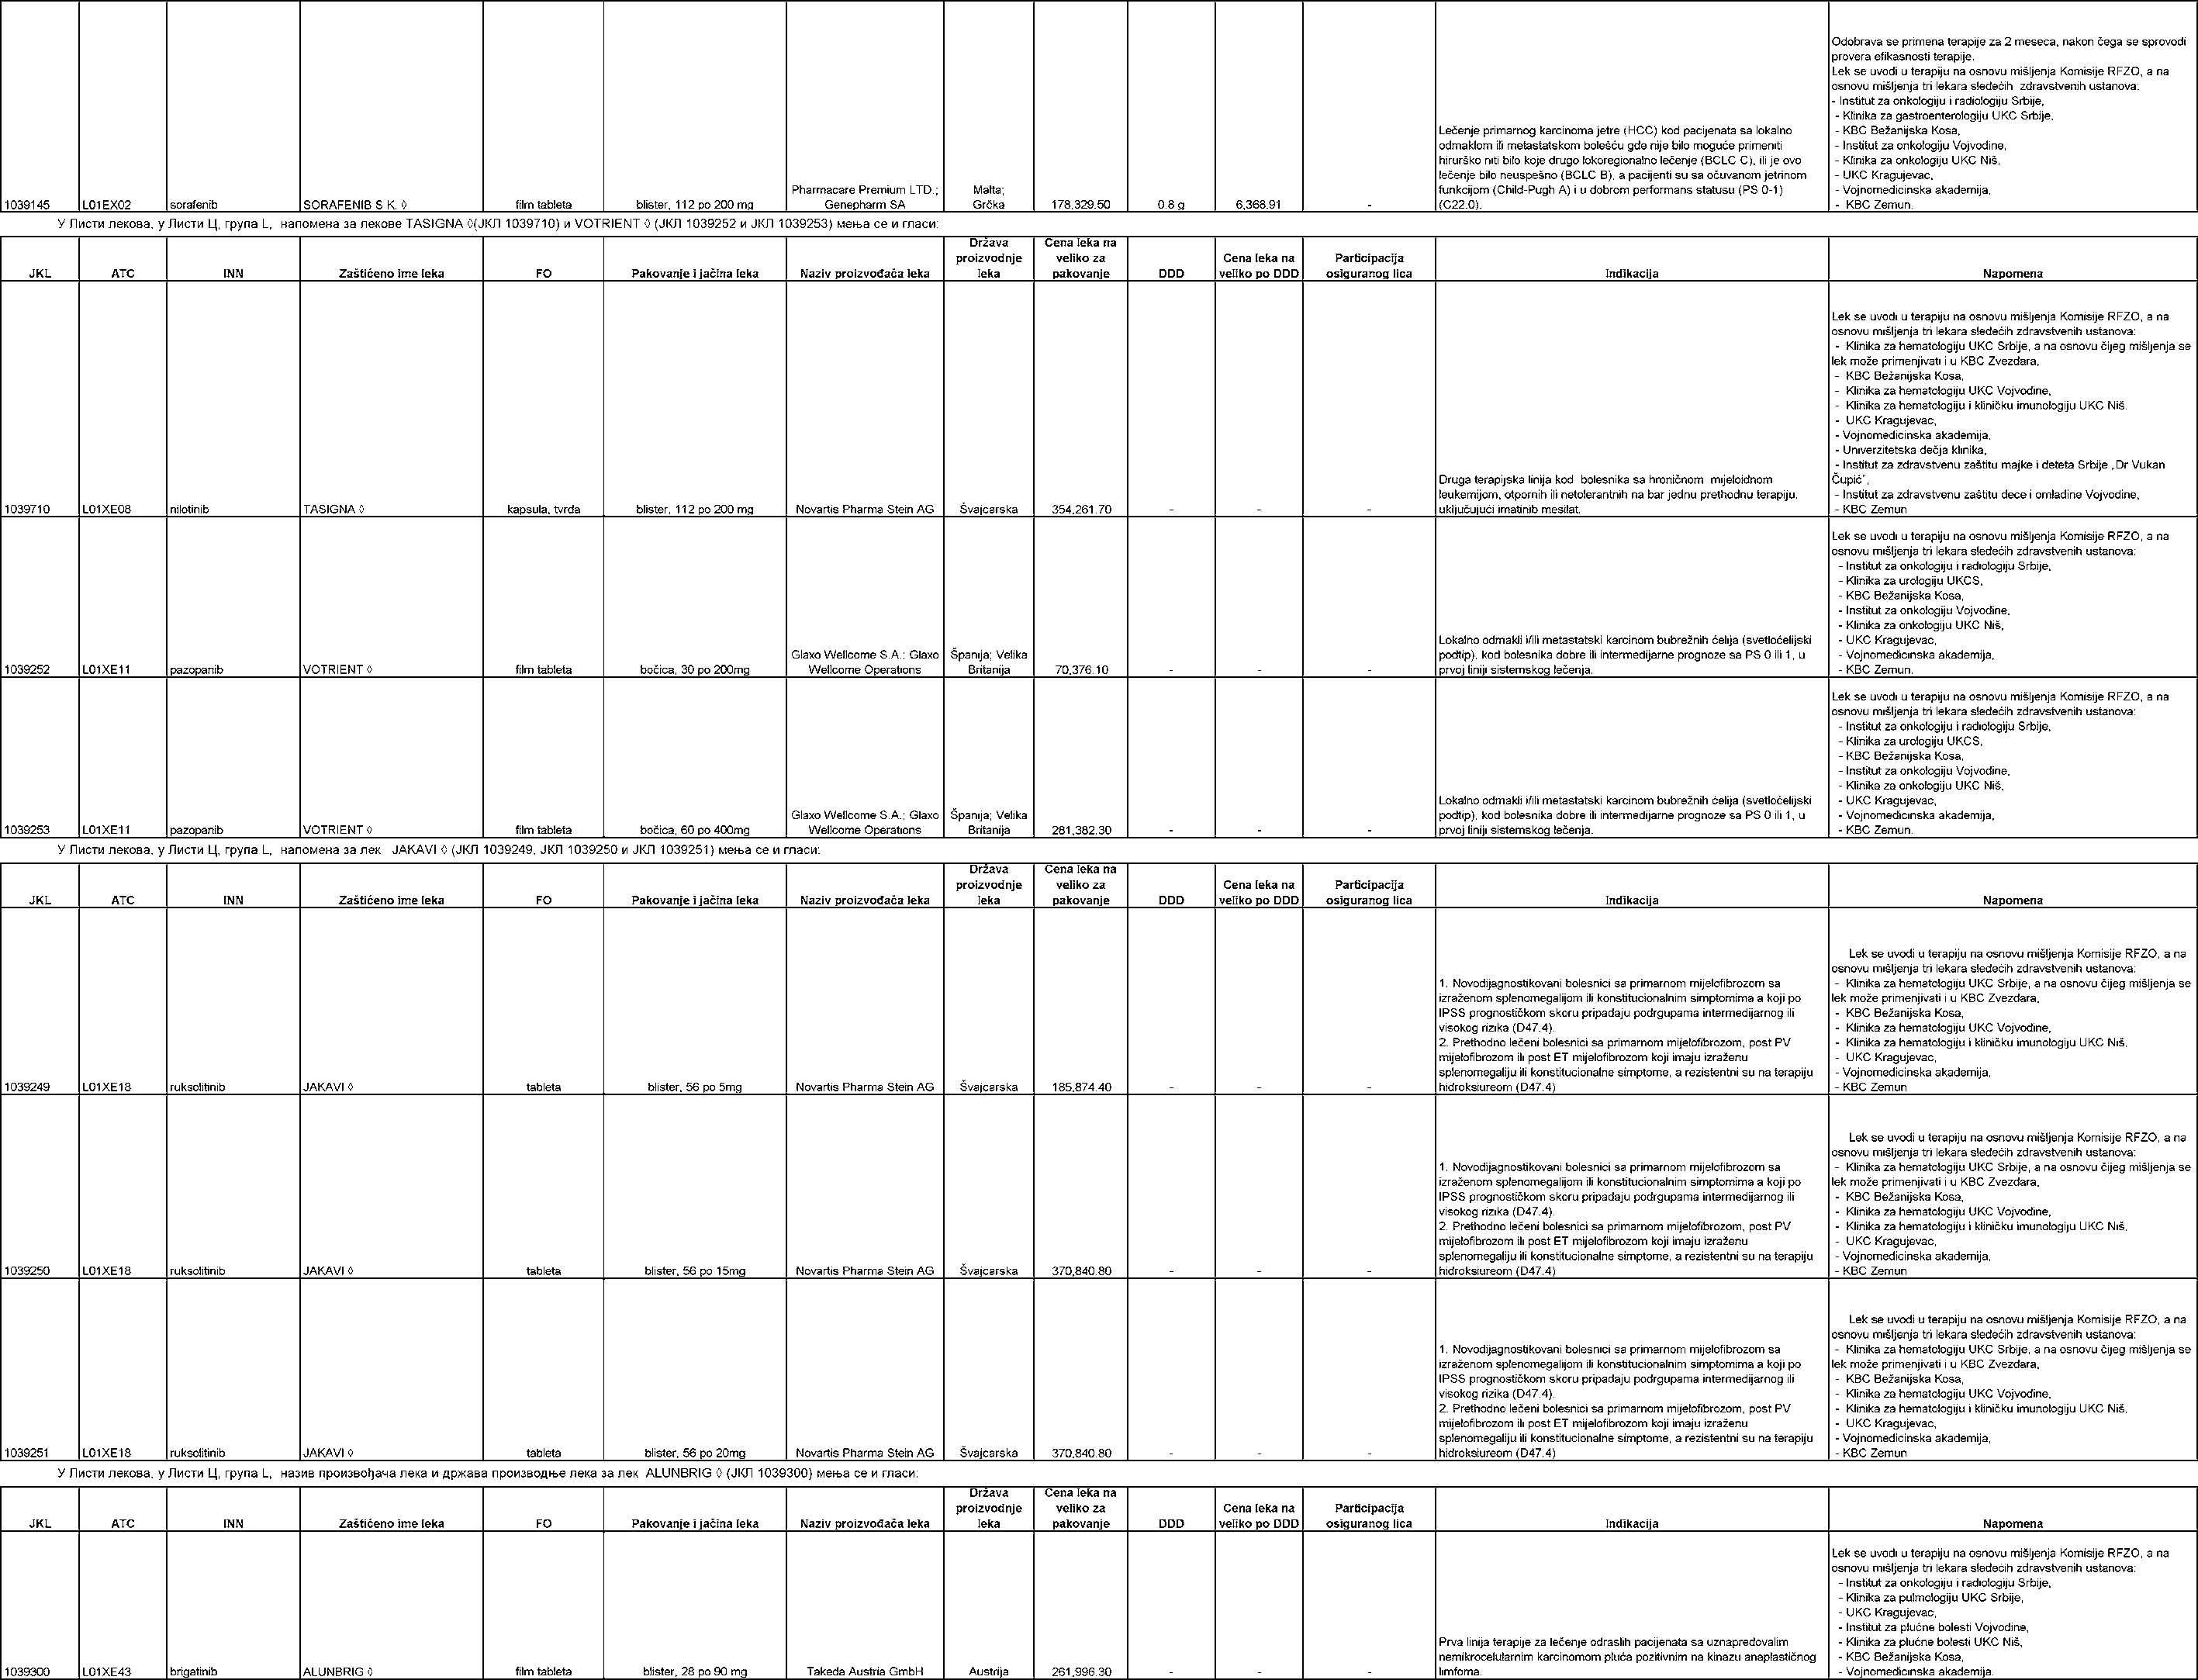 Odobrava se primena terapije za 2 meseca, nakon čega se sprovodi
provera efikasnosti terapije.
Lek se uvodi u terapiju na osnovu mišljenja Komisije RFZO, a na
osnovu mišljenja tri lekara sledećih zdravstvenih ustanova:
- Institut za onkologiju i radiologiju Srbije,
- Klinika za gastroenterologiju UKC Srbije,
- KBC Bežanijska Kosa,
- Institut za onkologiju Vojvodine,
- Klinika za onkologiju UKC Niš,
- UKC Kragujevac,
- Vojnomedicinska akademija,
- KBC Zemun.
Lečenje primarnog karcinoma jetre (HCC) kod pacijenata sa lokalno
odmaklom ili metastatskom bolešću gde nije bilo moguće primeniti
hirurško niti bilo koje drugo lokoregionalno lečenje (BCLC C), ili je ovo
lečenje bilo neuspešno (BCLC B), a pacijenti su sa očuvanom jetrinom
funkcijom (Child-Pugh A) i u dobrom performans statusu (PS 0-1)
(C22.0).
1039145 L01EX02 sorafenib SORAFENIB S K. ◊ film tableta blister, 112 po 200 mg Pharmacare Premium LTD.; Genepharm SA Malta; Grčka 178,329.50 0.8 g 6,368.91 -
У Листи лекова, у Листи Ц, група L, напомена за лекове TASIGNA ◊(ЈКЛ 1039710) и VOTRIENT ◊ (ЈКЛ 1039252 и ЈКЛ 1039253) мења се и гласи:
JKL ATC INN Zaštićeno ime leka FO Pakovanje i jačina leka Naziv proizvođača leka Država proizvodnje leka Cena leka na veliko za pakovanje DDD Cena leka na veliko po DDD Participacija osiguranog lica Indikacija Napomena
Lek se uvodi u terapiju na osnovu mišljenja Komisije RFZO, a na
osnovu mišljenja tri lekara sledećih zdravstvenih ustanova:
- Klinika za hematologiju UKC Srbije, a na osnovu čijeg mišljenja se
lek može primenjivati i u KBC Zvezdara,
- KBC Bežanijska Kosa,
- Klinika za hematologiju UKC Vojvodine,
- Klinika za hematologiju i kliničku imunologiju UKC Niš,
- UKC Kragujevac,
- Vojnomedicinska akademija,
- Univerzitetska dečja klinika,
- Institut za zdravstvenu zaštitu majke i deteta Srbije „Dr Vukan
Čupić",
- Institut za zdravstvenu zaštitu dece i omladine Vojvodine,
- KBC Zemun
Druga terapijska linija kod bolesnika sa hroničnom mijeloidnom
leukemijom, otpornih ili netolerantnih na bar jednu prethodnu terapiju,
uključujući imatinib mesilat.
1039710 L01XE08 nilotinib TASIGNA ◊ kapsula, tvrda blister, 112 po 200 mg Novartis Pharma Stein AG Švajcarska 354,261.70 - - -
Lek se uvodi u terapiju na osnovu mišljenja Komisije RFZO, a na
osnovu mišljenja tri lekara sledećih zdravstvenih ustanova:
- Institut za onkologiju i radiologiju Srbije,
- Klinika za urologiju UKCS,
- KBC Bežanijska Kosa,
- Institut za onkologiju Vojvodine,
- Klinika za onkologiju UKC Niš,
- UKC Kragujevac,
- Vojnomedicinska akademija,
- KBC Zemun.
Lokalno odmakli i/ili metastatski karcinom bubrežnih ćelija (svetloćelijski
podtip), kod bolesnika dobre ili intermedijarne prognoze sa PS 0 ili 1, u
prvoj liniji sistemskog lečenja.
1039252 L01XE11 pazopanib VOTRIENT ◊ film tableta bočica, 30 po 200mg Glaxo Wellcome S.A.; Glaxo Wellcome Operations Španija; Velika Britanija 70,376.10 - - -
Lek se uvodi u terapiju na osnovu mišljenja Komisije RFZO, a na
osnovu mišljenja tri lekara sledećih zdravstvenih ustanova:
- Institut za onkologiju i radiologiju Srbije,
- Klinika za urologiju UKCS,
- KBC Bežanijska Kosa,
- Institut za onkologiju Vojvodine,
- Klinika za onkologiju UKC Niš,
- UKC Kragujevac,
- Vojnomedicinska akademija,
- KBC Zemun.
Lokalno odmakli i/ili metastatski karcinom bubrežnih ćelija (svetloćelijski
podtip), kod bolesnika dobre ili intermedijarne prognoze sa PS 0 ili 1, u
prvoj liniji sistemskog lečenja.
1039253 L01XE11 pazopanib VOTRIENT ◊ film tableta bočica, 60 po 400mg Glaxo Wellcome S.A.; Glaxo Wellcome Operations Španija; Velika Britanija 281,382.30 - - -
У Листи лекова, у Листи Ц, група L, напомена за лек JAKAVI ◊ (ЈКЛ 1039249, ЈКЛ 1039250 и ЈКЛ 1039251) мења се и гласи:
JKL ATC INN Zaštićeno ime leka FO Pakovanje i jačina leka Naziv proizvođača leka Država proizvodnje leka Cena leka na veliko za pakovanje DDD Cena leka na veliko po DDD Participacija osiguranog lica Indikacija Napomena
Lek se uvodi u terapiju na osnovu mišljenja Komisije RFZO, a na
osnovu mišljenja tri lekara sledećih zdravstvenih ustanova:
- Klinika za hematologiju UKC Srbije, a na osnovu čijeg mišljenja se
lek može primenjivati i u KBC Zvezdara,
- KBC Bežanijska Kosa,
- Klinika za hematologiju UKC Vojvodine,
- Klinika za hematologiju i kliničku imunologiju UKC Niš,
- UKC Kragujevac,
- Vojnomedicinska akademija,
- KBC Zemun
1. Novodijagnostikovani bolesnici sa primarnom mijelofibrozom sa
izraženom splenomegalijom ili konstitucionalnim simptomima a koji po
IPSS prognostičkom skoru pripadaju podrgupama intermedijarnog ili
visokog rizika (D47.4).
2. Prethodno lečeni bolesnici sa primarnom mijelofibrozom, post PV
mijelofibrozom ili post ET mijelofibrozom koji imaju izraženu
splenomegaliju ili konstitucionalne simptome, a rezistentni su na terapiju
hidroksiureom (D47.4)
1039249 L01XE18 ruksolitinib JAKAVI ◊ tableta blister, 56 po 5mg Novartis Pharma Stein AG Švajcarska 185,874.40 - - -
Lek se uvodi u terapiju na osnovu mišljenja Komisije RFZO, a na
osnovu mišljenja tri lekara sledećih zdravstvenih ustanova:
- Klinika za hematologiju UKC Srbije, a na osnovu čijeg mišljenja se
lek može primenjivati i u KBC Zvezdara,
- KBC Bežanijska Kosa,
- Klinika za hematologiju UKC Vojvodine,
- Klinika za hematologiju i kliničku imunologiju UKC Niš,
- UKC Kragujevac,
- Vojnomedicinska akademija,
- KBC Zemun
1. Novodijagnostikovani bolesnici sa primarnom mijelofibrozom sa
izraženom splenomegalijom ili konstitucionalnim simptomima a koji po
IPSS prognostičkom skoru pripadaju podrgupama intermedijarnog ili
visokog rizika (D47.4).
2. Prethodno lečeni bolesnici sa primarnom mijelofibrozom, post PV
mijelofibrozom ili post ET mijelofibrozom koji imaju izraženu
splenomegaliju ili konstitucionalne simptome, a rezistentni su na terapiju
hidroksiureom (D47.4)
1039250 L01XE18 ruksolitinib JAKAVI ◊ tableta blister, 56 po 15mg Novartis Pharma Stein AG Švajcarska 370,840.80 - - -
Lek se uvodi u terapiju na osnovu mišljenja Komisije RFZO, a na
osnovu mišljenja tri lekara sledećih zdravstvenih ustanova:
- Klinika za hematologiju UKC Srbije, a na osnovu čijeg mišljenja se
lek može primenjivati i u KBC Zvezdara,
- KBC Bežanijska Kosa,
- Klinika za hematologiju UKC Vojvodine,
- Klinika za hematologiju i kliničku imunologiju UKC Niš,
- UKC Kragujevac,
- Vojnomedicinska akademija,
- KBC Zemun
1. Novodijagnostikovani bolesnici sa primarnom mijelofibrozom sa
izraženom splenomegalijom ili konstitucionalnim simptomima a koji po
IPSS prognostičkom skoru pripadaju podrgupama intermedijarnog ili
visokog rizika (D47.4).
2. Prethodno lečeni bolesnici sa primarnom mijelofibrozom, post PV
mijelofibrozom ili post ET mijelofibrozom koji imaju izraženu
splenomegaliju ili konstitucionalne simptome, a rezistentni su na terapiju
hidroksiureom (D47.4)
1039251 L01XE18 ruksolitinib JAKAVI ◊ tableta blister, 56 po 20mg Novartis Pharma Stein AG Švajcarska 370,840.80 - - -
У Листи лекова, у Листи Ц, група L, назив произвођача лека и држава производње лека за лек ALUNBRIG ◊ (ЈКЛ 1039300) мења се и гласи:
JKL ATC INN Zaštićeno ime leka FO Pakovanje i jačina leka Naziv proizvođača leka Država proizvodnje leka Cena leka na veliko za pakovanje DDD Cena leka na veliko po DDD Participacija osiguranog lica Indikacija Napomena
Lek se uvodi u terapiju na osnovu mišljenja Komisije RFZO, a na
osnovu mišljenja tri lekara sledećih zdravstvenih ustanova:
- Institut za onkologiju i radiologiju Srbije,
- Klinika za pulmologiju UKC Srbije,
- UKC Kragujevac,
- Institut za plućne bolesti Vojvodine,
- Klinika za plućne bolesti UKC Niš,
- KBC Bežanijska Kosa,
- Vojnomedicinska akademija.
Prva linija terapije za lečenje odraslih pacijenata sa uznapredovalim
nemikrocelularnim karcinomom pluća pozitivnim na kinazu anaplastičnog
limfoma.
1039300 L01XE43 brigatinib ALUNBRIG ◊ film tableta blister, 28 po 90 mg Takeda Austria GmbH Austrija 261,996.30 - - -